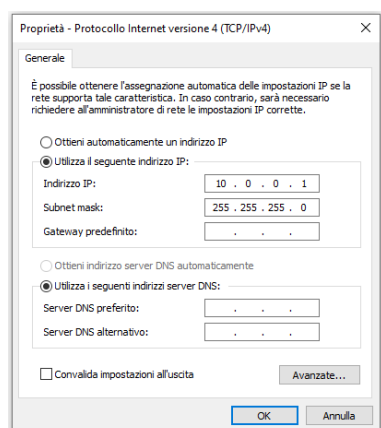 Proprietà - Protocollo Internet versione 4 (TCP/IPv4)
Generale
È possibile ottenere l'assegnazione automatica delle impostazioni IP se la
rete supporta tale caratteristica. In caso contrario, sarà necessario
richiedere all'amministratore di rete le impostazioni IP corrette.
Ottieni automaticamente un indirizzo IP
Utilizza il seguente indirizzo IP:
Indirizzo IP: 10 . 0 . 0 . 1
Subnet mask: 255 . 255 . 255 . 0
Gateway predefinito: . . .
Ottieni indirizzo server DNS automaticamente
Utilizza i seguenti indirizzi server DNS:
Server DNS preferito: . . .
Server DNS alternativo: . . .
Convalida impostazioni all'uscita
Avanzate...
OK Annulla